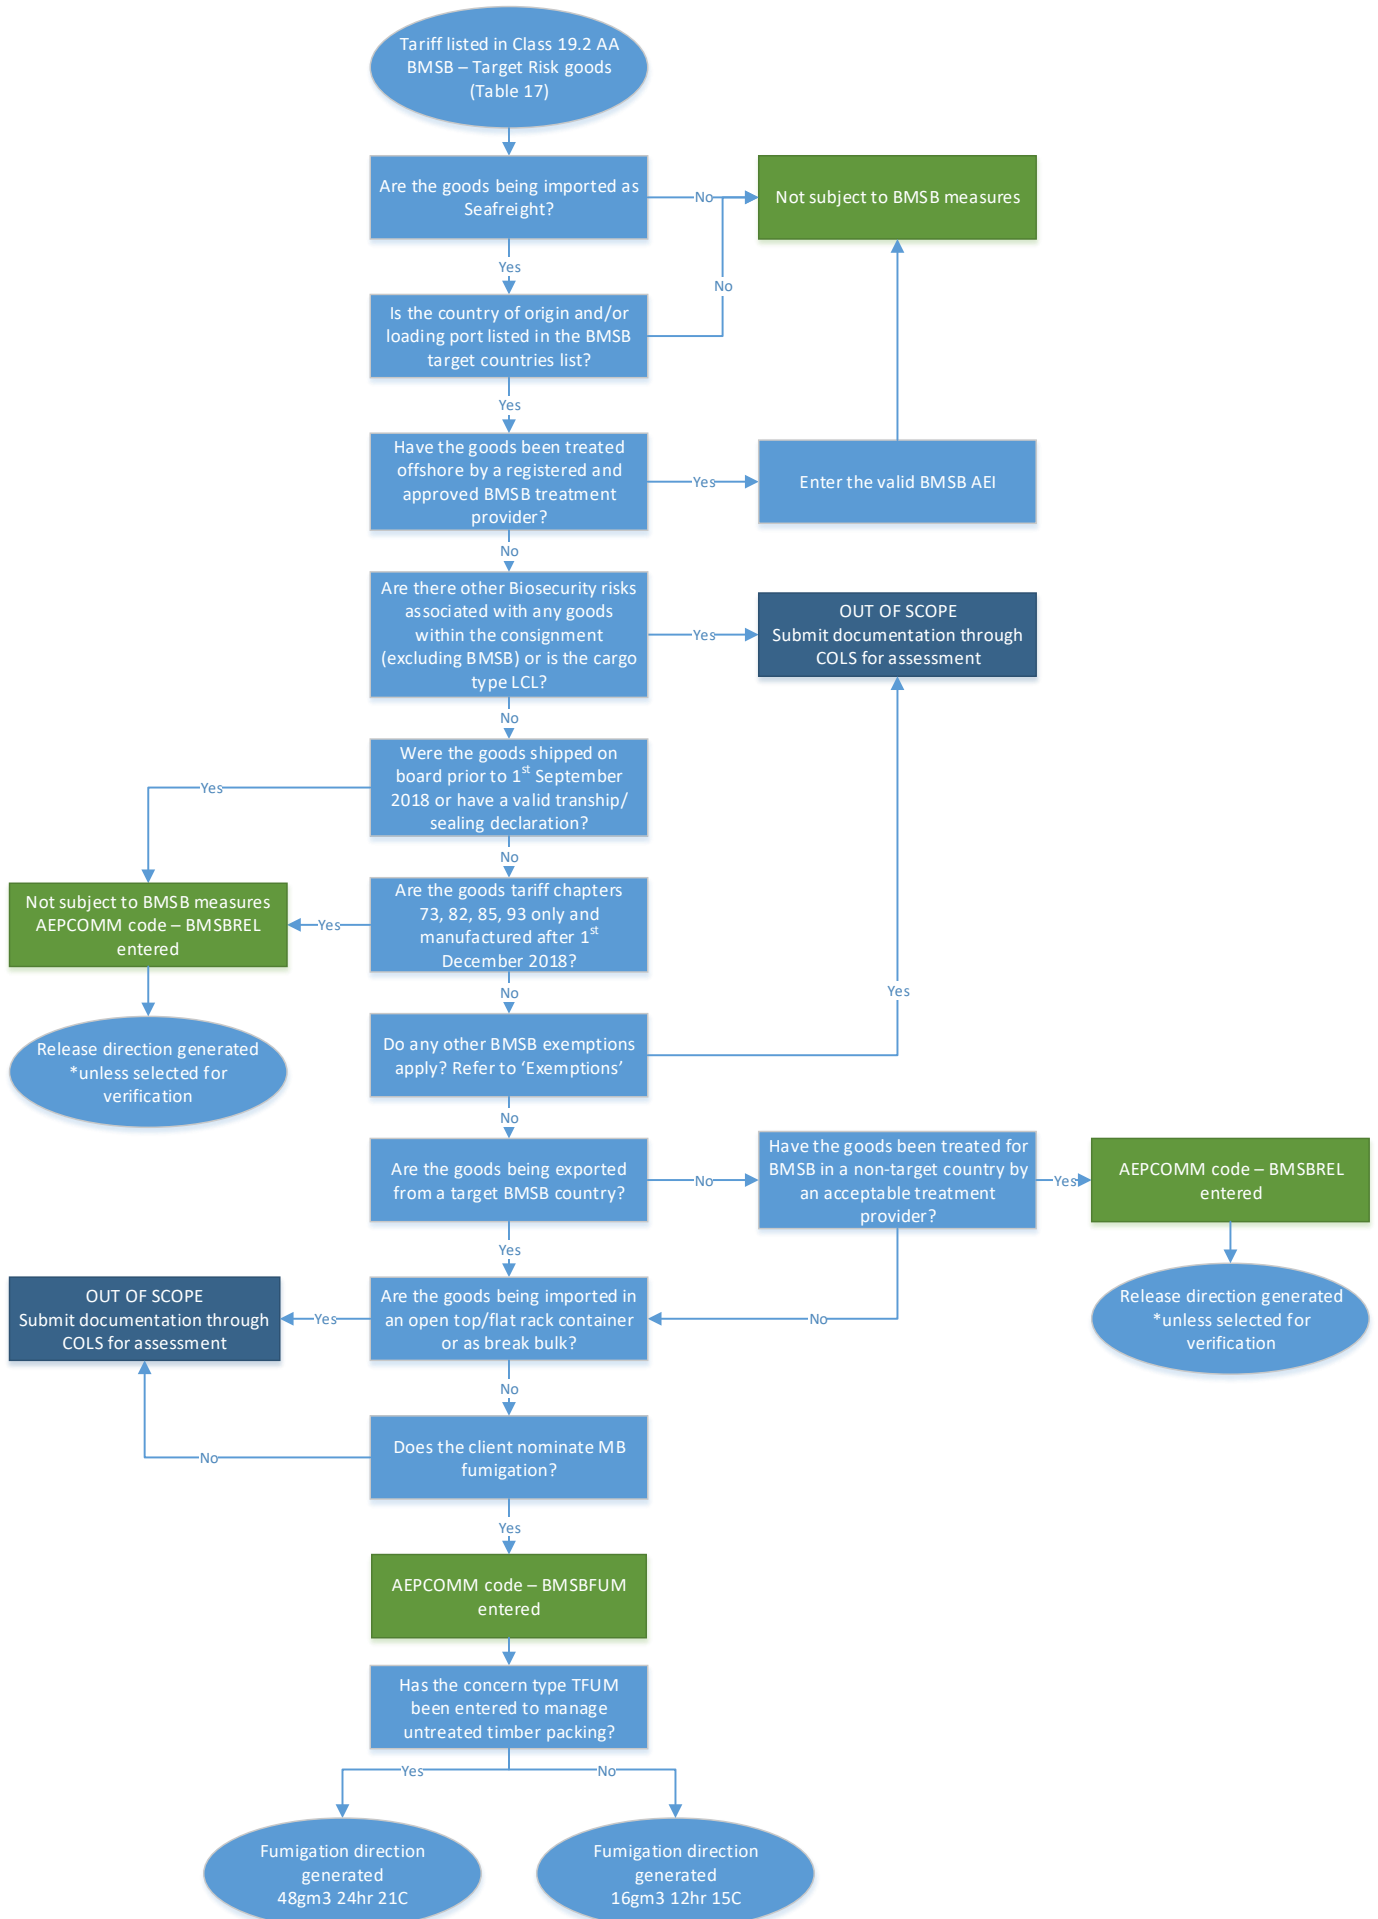 Tariff listed in Class 19.2 AA
BMSB – Target Risk goods
(Table 17)
Are the goods being imported as
Seafreight?
No
Not subject to BMSB measures
Yes
No
Is the country of origin and/or
loading port listed in the BMSB
target countries list?
Yes
Have the goods been treated
offshore by a registered and
approved BMSB treatment
provider?
Yes
Enter the valid BMSB AEI
No
Are there other Biosecurity risks
associated with any goods
within the consignment
(excluding BMSB) or is the cargo
type LCL?
Yes
OUT OF SCOPE
Submit documentation through
COLS for assessment
No
Were the goods shipped on
board prior to 1st September
2018 or have a valid tranship/
sealing declaration?
Yes
No
Not subject to BMSB measures
AEPCOMM code – BMSBREL
entered
Yes
Are the goods tariff chapters
73, 82, 85, 93 only and
manufactured after 1st
December 2018?
No
Yes
Release direction generated
*unless selected for
verification
Do any other BMSB exemptions
apply? Refer to ‘Exemptions’
No
Are the goods being exported
from a target BMSB country?
No
Have the goods been treated for
BMSB in a non-target country by
an acceptable treatment
provider?
Yes
AEPCOMM code – BMSBREL
entered
Yes
OUT OF SCOPE
Submit documentation through
COLS for assessment
Yes
Are the goods being imported in
an open top/flat rack container
or as break bulk?
No
Release direction generated
*unless selected for
verification
No
Does the client nominate MB
fumigation?
No
Yes
AEPCOMM code – BMSBFUM
entered
Has the concern type TFUM
been entered to manage
untreated timber packing?
Yes
No
Fumigation direction
generated
48gm3 24hr 21C
Fumigation direction
generated
16gm3 12hr 15C